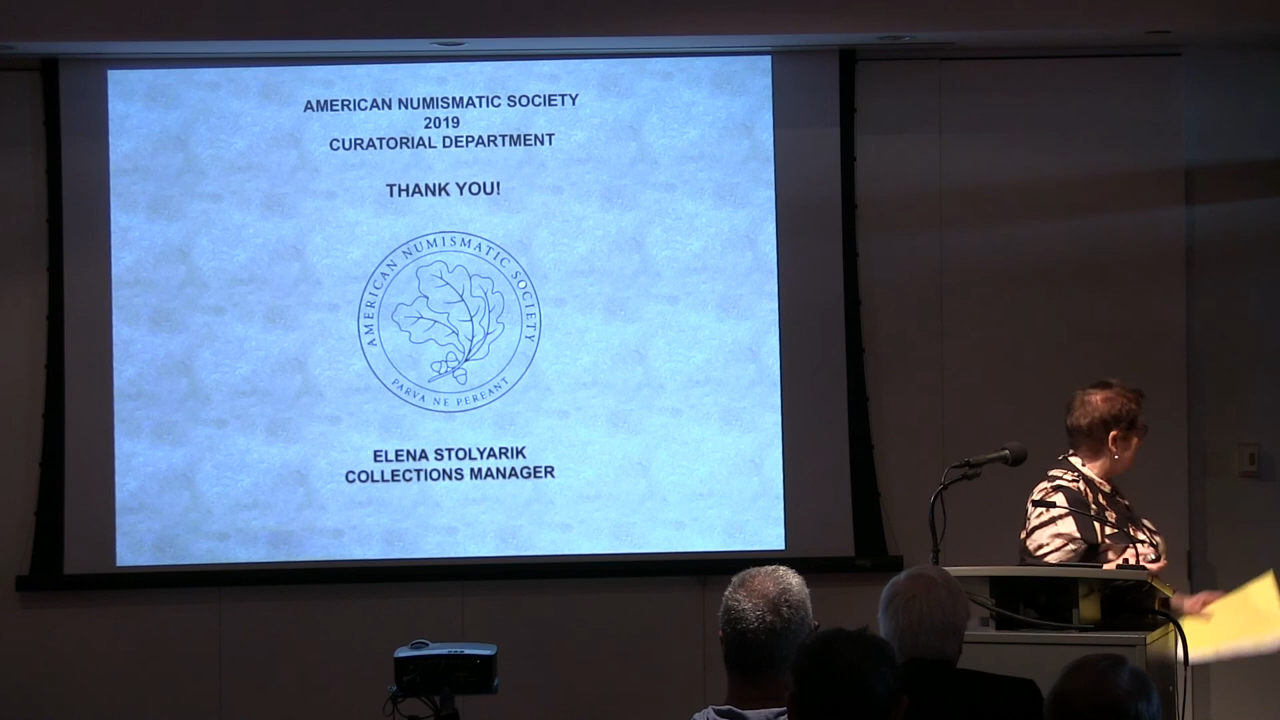 AMERICAN NUMISMATIC SOCIETY
2019
CURATORIAL DEPARTMENT
THANK YOU!
AMERICAN NUMISMATIC SOCIETY
PARVA NE PEREANT
ELENA STOLYARIK
COLLECTIONS MANAGER